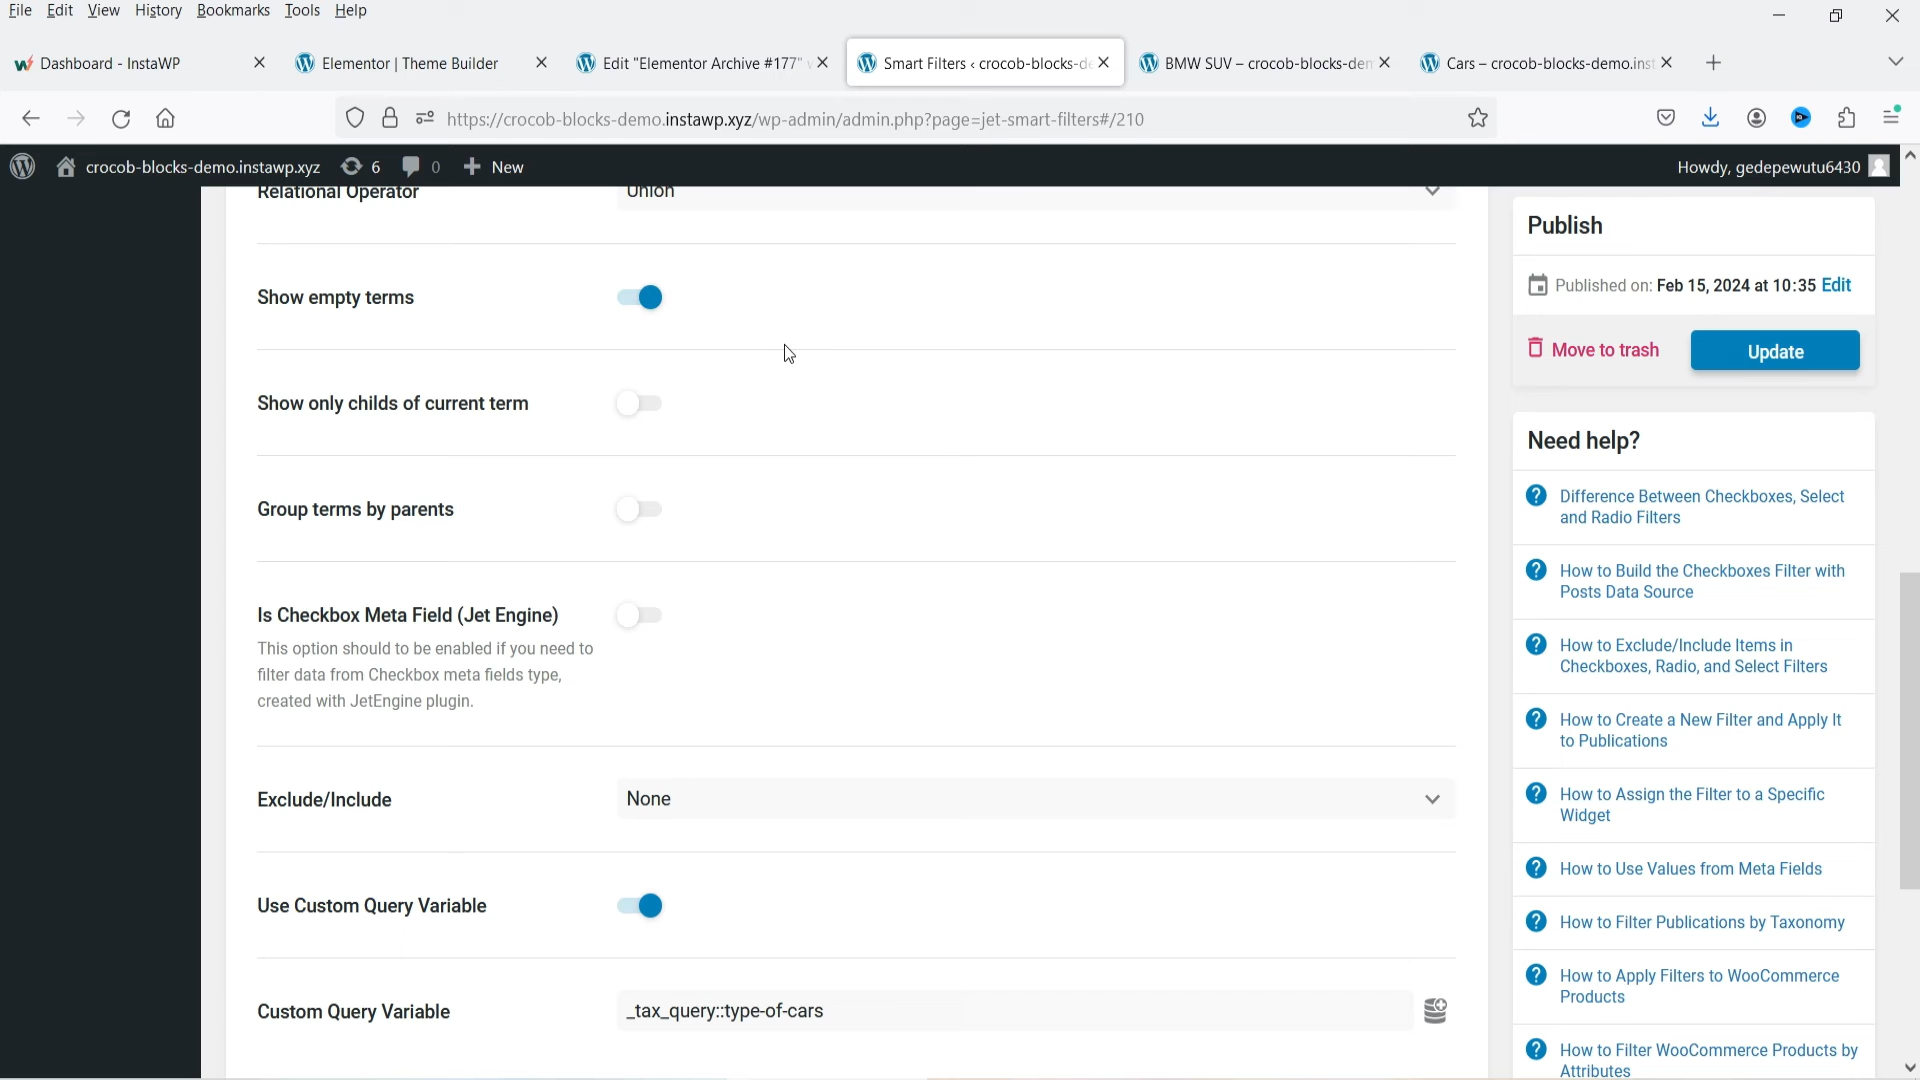 File Edit View History Bookmarks Tools Help
Dashboard - InstaWP
Elementor | Theme Builder
Edit "Elementor Archive #177"
Smart Filters ‹ crocob-blocks-de
BMW SUV – crocob-blocks-dem
Cars – crocob-blocks-demo.inst
https://crocob-blocks-demo.instawp.xyz/wp-admin/admin.php?page=jet-smart-filters#/210
crocob-blocks-demo.instawp.xyz 6 0 New
Howdy, gedepewutu6430
Relational Operator
Union
Show empty terms
Show only childs of current term
Group terms by parents
Is Checkbox Meta Field (Jet Engine)
This option should to be enabled if you need to
filter data from Checkbox meta fields type,
created with JetEngine plugin.
Exclude/Include
None
Use Custom Query Variable
Custom Query Variable
_tax_query::type-of-cars
Publish
Published on: Feb 15, 2024 at 10:35 Edit
Move to trash
Update
Need help?
Difference Between Checkboxes, Select
and Radio Filters
How to Build the Checkboxes Filter with
Posts Data Source
How to Exclude/Include Items in
Checkboxes, Radio, and Select Filters
How to Create a New Filter and Apply It
to Publications
How to Assign the Filter to a Specific
Widget
How to Use Values from Meta Fields
How to Filter Publications by Taxonomy
How to Apply Filters to WooCommerce
Products
How to Filter WooCommerce Products by
Attributes